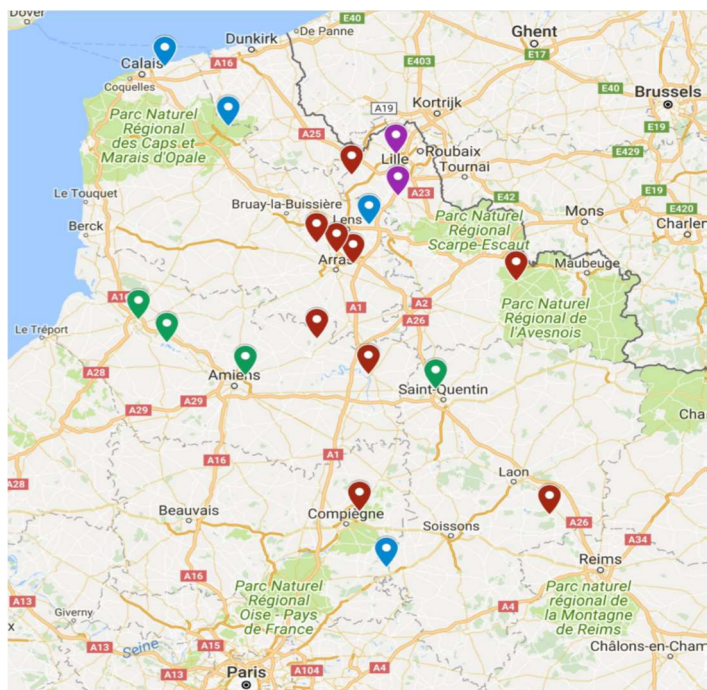 Dover
Dunkirk
De Panne
E40
Ghent
E17
Calais
A16
Coquelles
E403
E40
Brussels
A19
Kortrijk
E40
E19
Parc Naturel
Régional
des Caps et
Marais d'Opale
A25
Lille
Roubaix
Tournai
E429
A23
E42
E19
E420
Le Touquet
Bruay-la-Buissière
Lens
Parc Naturel
Régional
Scarpe-Escaut
Mons
Berck
Arra
Maubeuge
A16
A1
A2
A26
Parc Naturel
Régional de
l'Avesnois
Le Tréport
A28
Amiens
Saint-Quentin
A29
A29
A1
A16
A28
Laon
Beauvais
Compiègne
Soissons
A26
A34
Reims
A16
Parc Naturel
Régional
Oise - Pays
de France
Parc naturel
régional de
la Montagne
de Reims
A13
Giverny
A4
A13
A15
Seine
Châlons-en-Cham
Paris
A104
A4